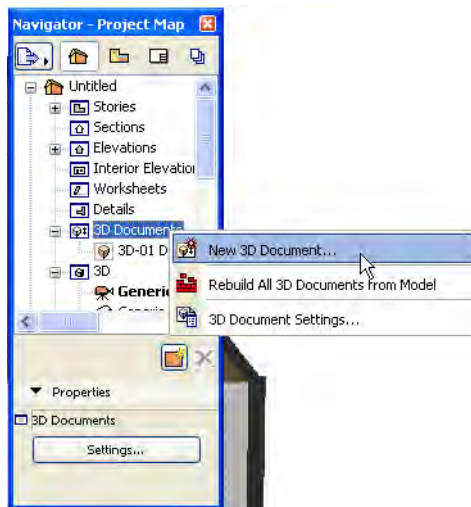 Navigator - Project Map
Untitled
Stories
Sections
Elevations
Interior Elevation
Worksheets
Details
3D Documents
3D-01 D
New 3D Document...
3D
Rebuild All 3D Documents from Model
Generic
3D Document Settings...
Properties
3D Documents
Settings...